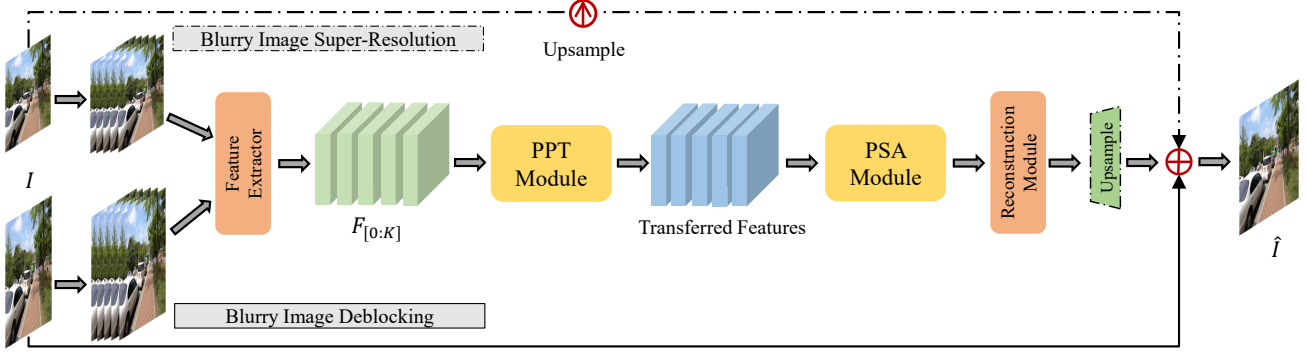 Blurry Image Super-Resolution
Upsample
I
Feature
Extractor
F[0:K]
PPT
Module
Transferred Features
PSA
Module
Reconstruction
Module
Upsample
Î
Blurry Image Deblocking